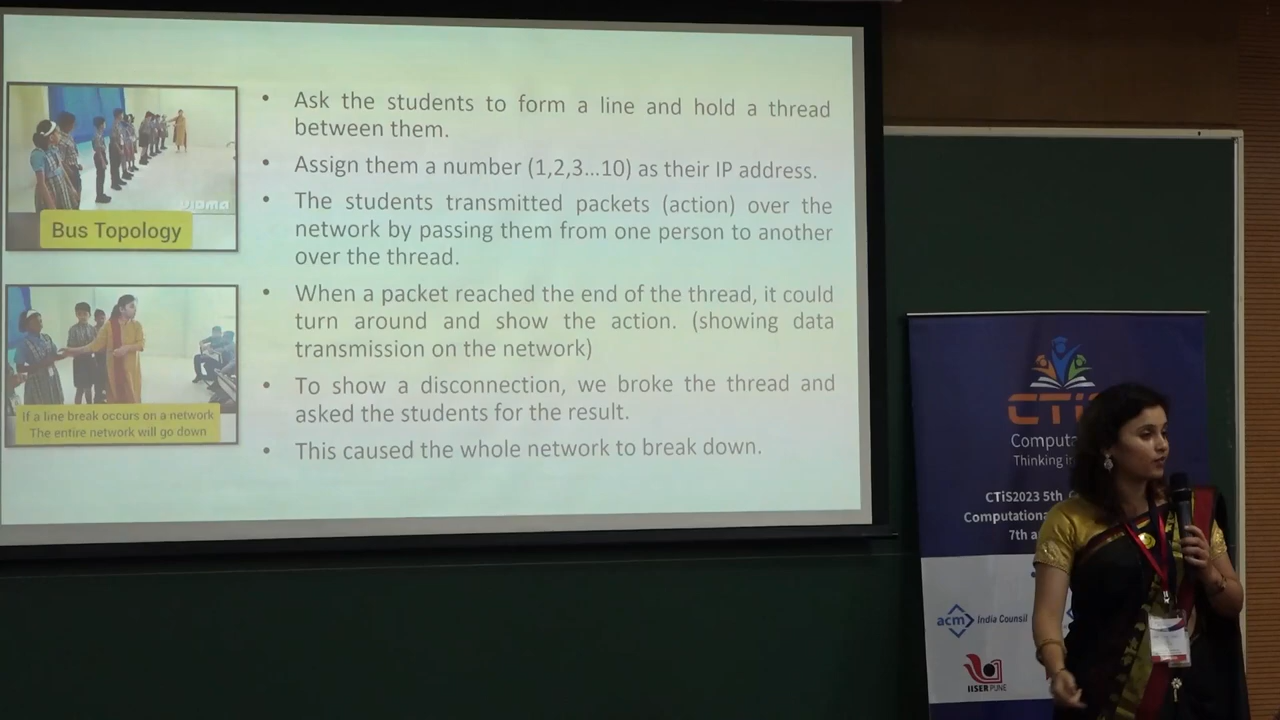 Ask the students to form a line and hold a thread
between them.
Assign them a number (1,2,3...10) as their IP address.
The students transmitted packets (action) over the
network by passing them from one person to another
over the thread.
When a packet reached the end of the thread, it could
turn around and show the action. (showing data
transmission on the network)
To show a disconnection, we broke the thread and
asked the students for the result.
This caused the whole network to break down.
Bus Topology
If a line break occurs on a network
The entire network will go down
Thinking
CTiS2023 5th
7th
acm India Counsil
IISER PUNE